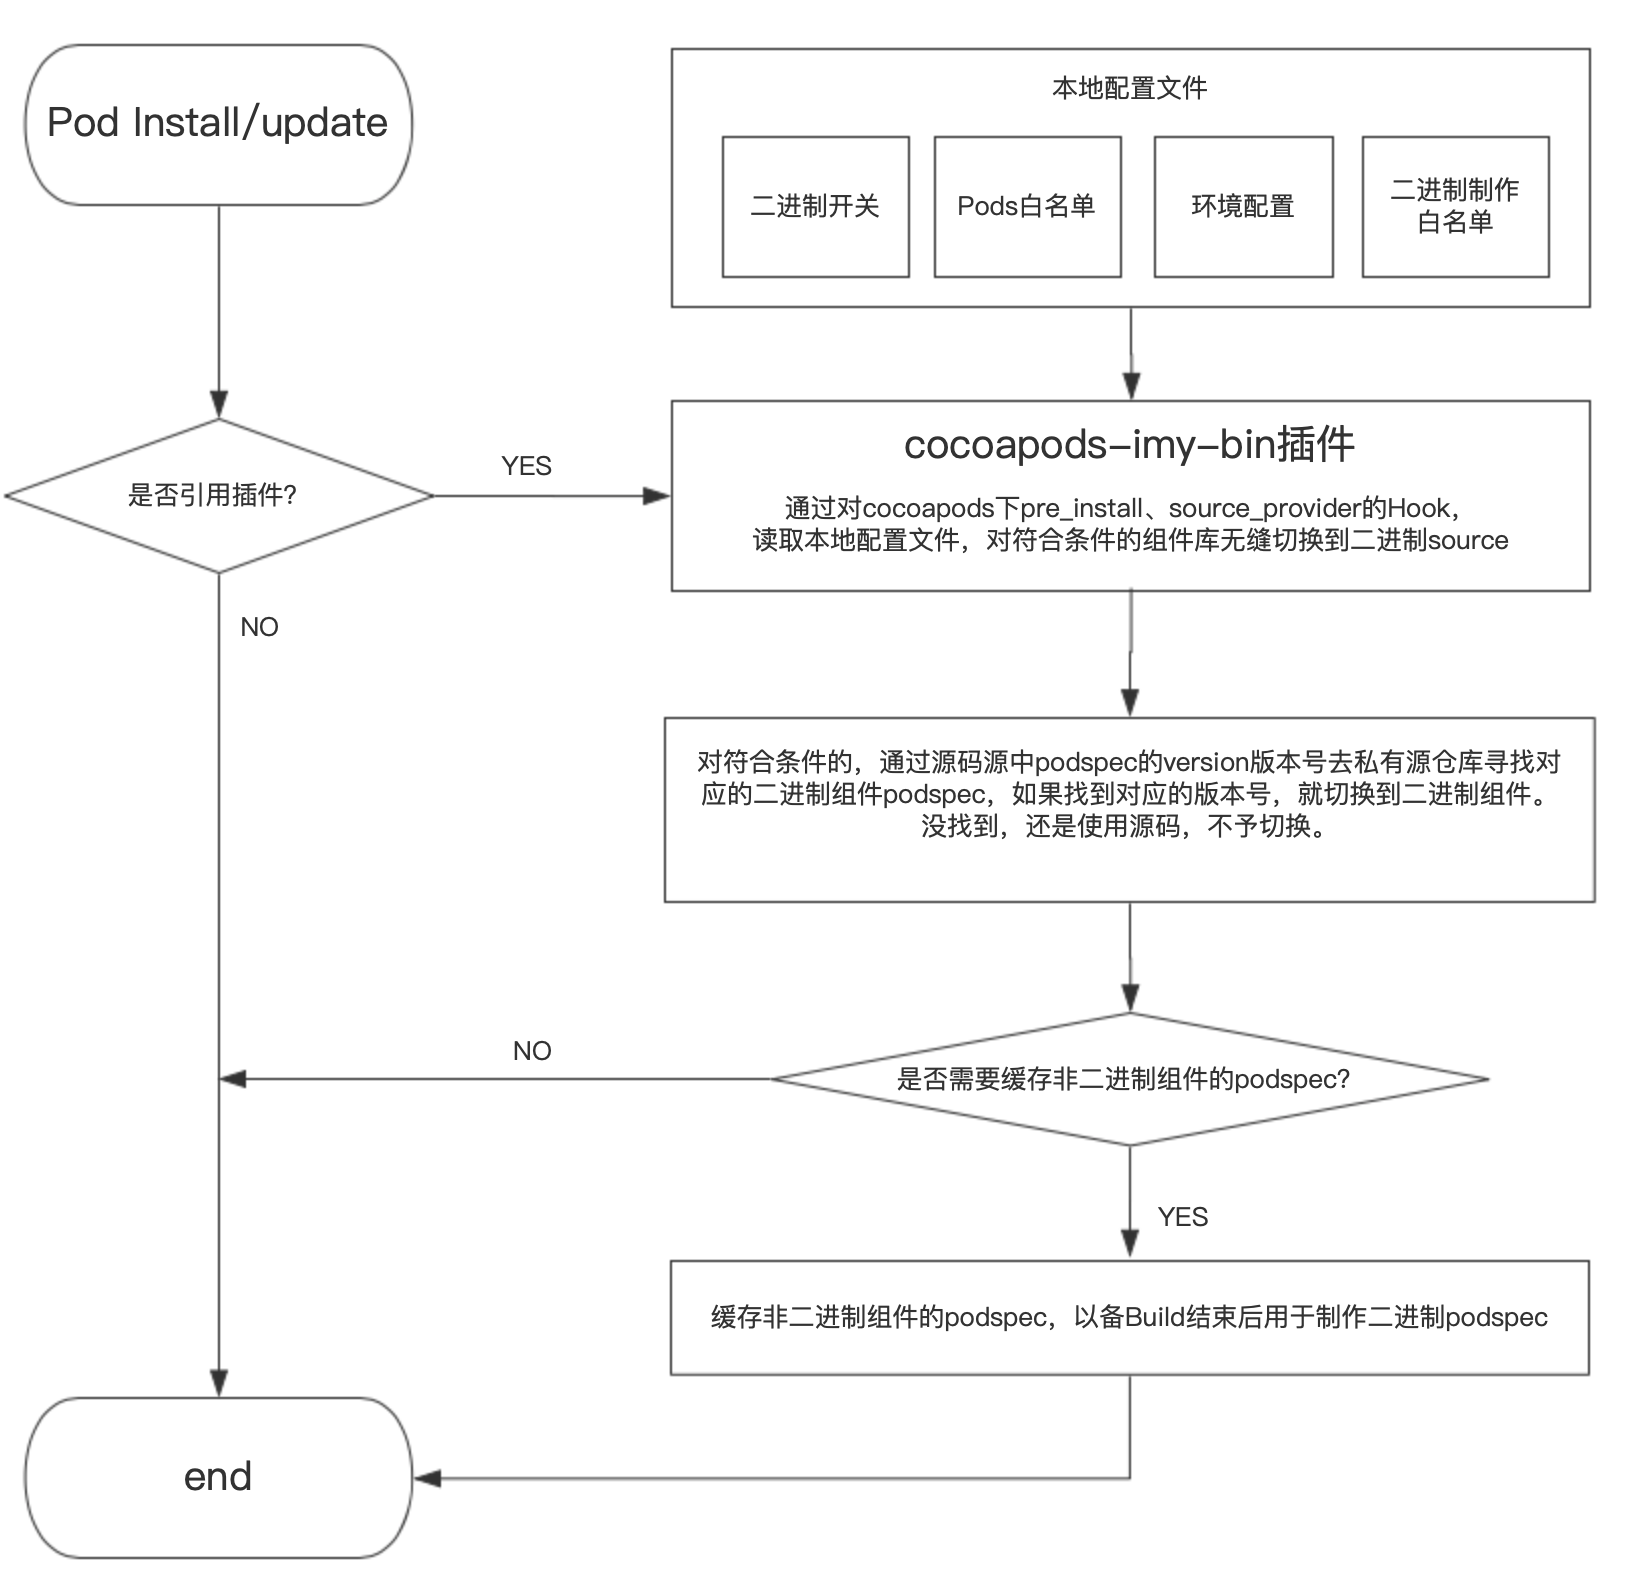 Pod Install/update
本地配置文件
二进制开关
Pods白名单
环境配置
二进制制作
白名单
是否引用插件?
YES
cocoapods-imy-bin插件
通过对cocoapods下pre_install、source_provider的Hook，
读取本地配置文件，对符合条件的组件库无缝切换到二进制source
NO
对符合条件的，通过源码源中podspec的version版本号去私有源仓库寻找对
应的二进制组件podspec，如果找到对应的版本号，就切换到二进制组件。
没找到，还是使用源码，不予切换。
NO
是否需要缓存非二进制组件的podspec?
YES
缓存非二进制组件的podspec，以备Build结束后用于制作二进制podspec
end